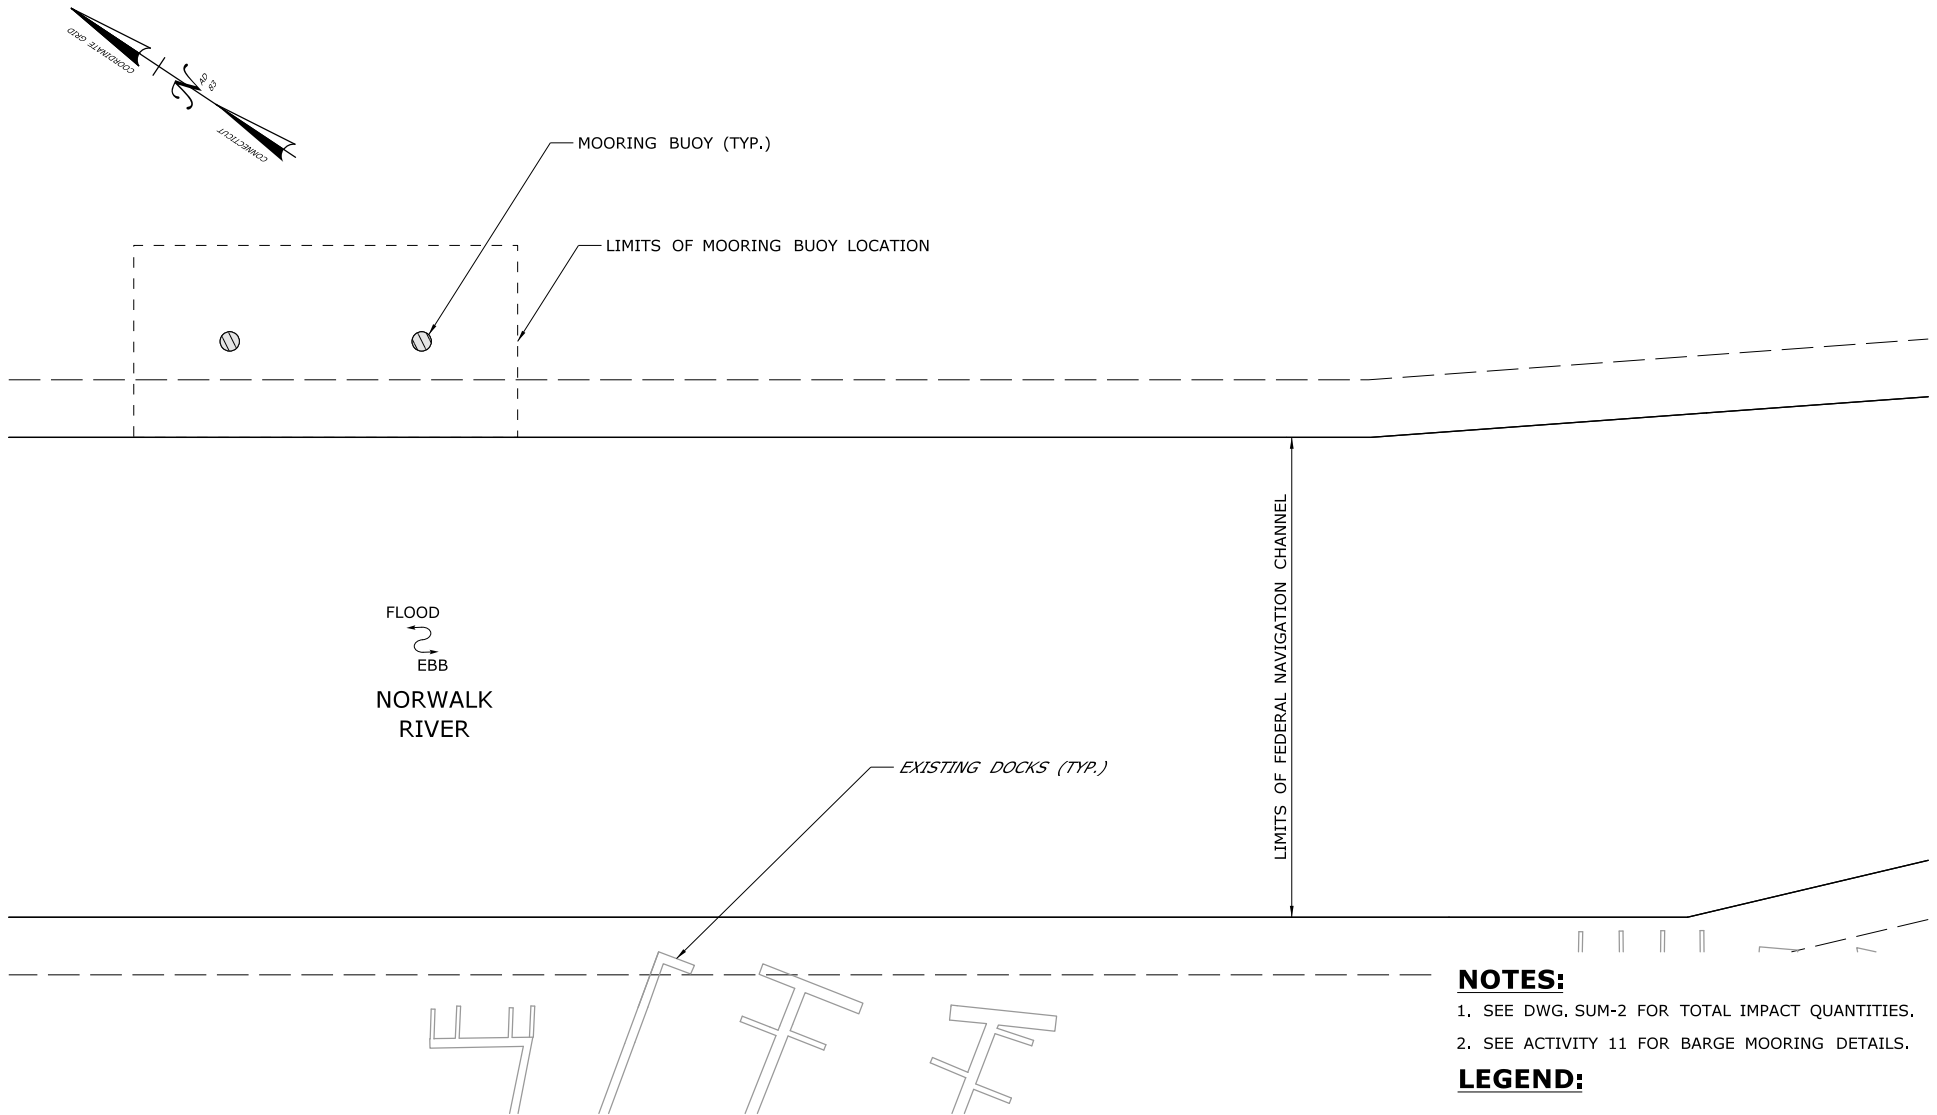 COORDINATE GRID
N
AD
83
CONNECTICUT
MOORING BUOY (TYP.)
LIMITS OF MOORING BUOY LOCATION
FLOOD
EBB
NORWALK
RIVER
LIMITS OF FEDERAL NAVIGATION CHANNEL
EXISTING DOCKS (TYP.)
NOTES:
1. SEE DWG. SUM-2 FOR TOTAL IMPACT QUANTITIES.
2. SEE ACTIVITY 11 FOR BARGE MOORING DETAILS.
LEGEND: